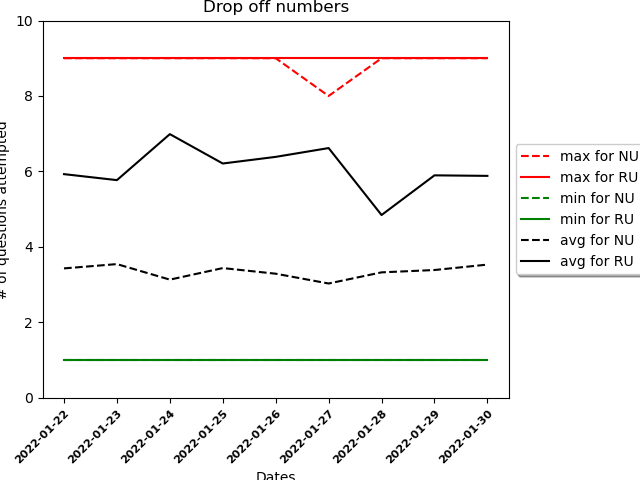 Drop off numbers
10
8
6
4
2
0
# of questions attempted
2022-01-22
2022-01-23
2022-01-24
2022-01-25
2022-01-26
2022-01-27
2022-01-28
2022-01-29
2022-01-30
Dates
max for NU
max for RU
min for NU
min for RU
avg for NU
avg for RU